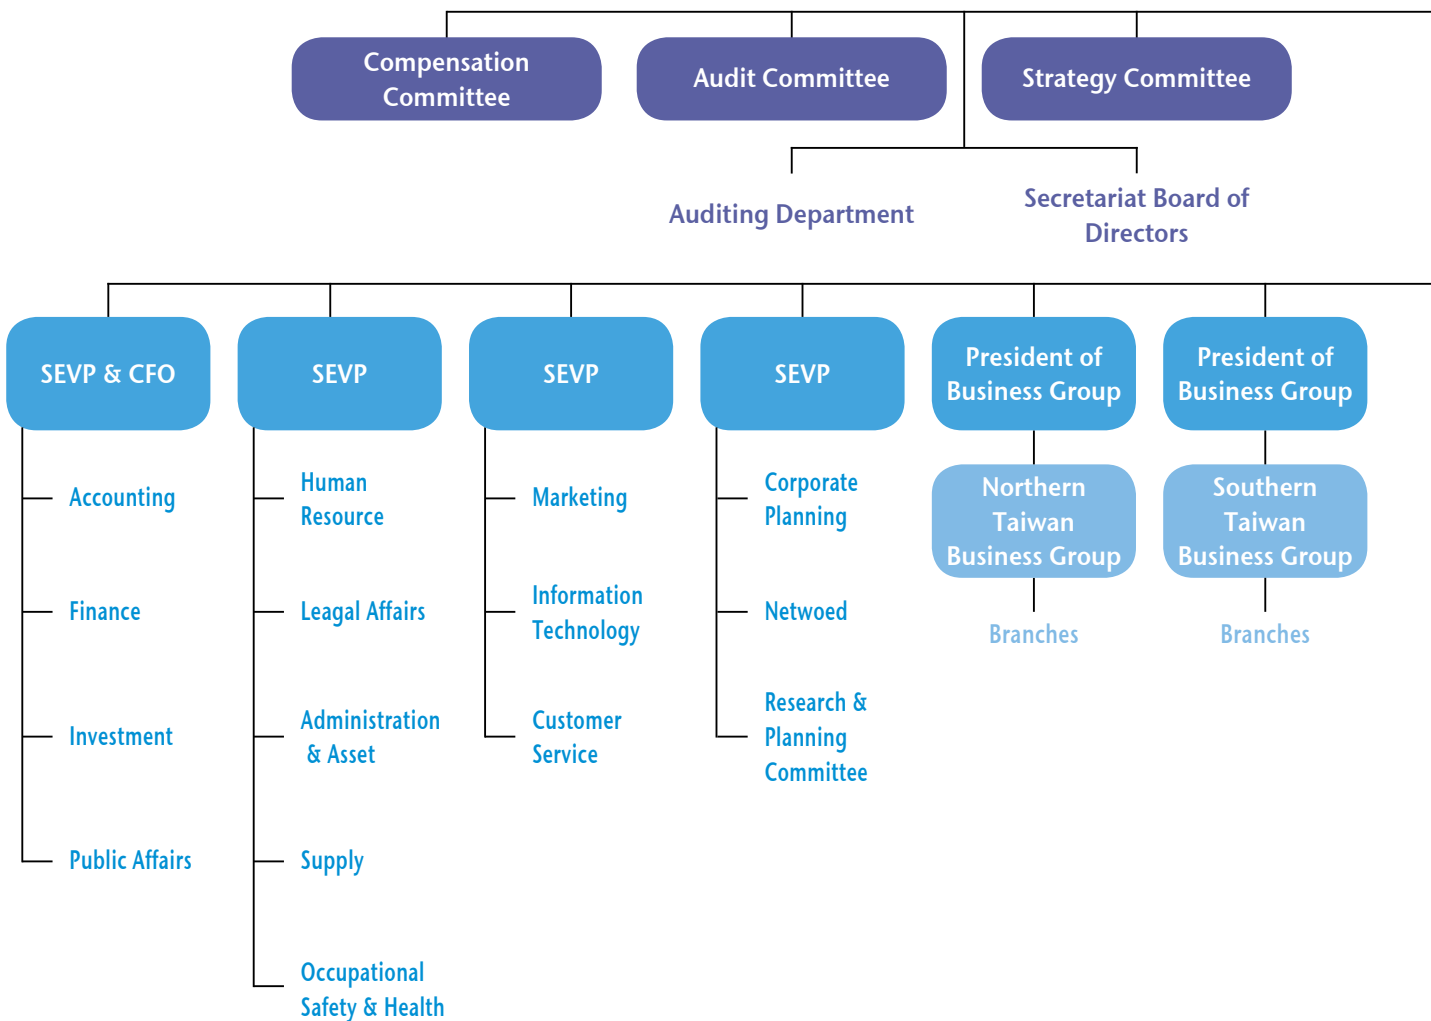 Compensation
Committee
Audit Committee
Strategy Committee
Auditing Department
Secretariat Board of
Directors
SEVP & CFO
Accounting
Finance
Investment
Public Affairs
SEVP
Human
Resource
Leagal Affairs
Administration
& Asset
Supply
Occupational
Safety & Health
SEVP
Marketing
Information
Technology
Customer
Service
SEVP
Corporate
Planning
Netwoed
Research &
Planning
Committee
President of
Business Group
Northern
Taiwan
Business Group
Branches
President of
Business Group
Southern
Taiwan
Business Group
Branches